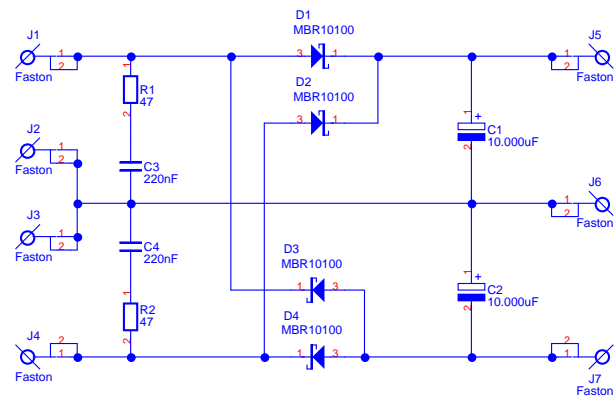 D1
MBR10100
J1
J5
1
2
3
1
1
2
Faston
Faston
1
R1
47
2
D2
MBR10100
3
1
1
+
C1
10.000uF
2
J2
1
2
Faston
C3
220nF
J6
1
2
Faston
J3
1
2
Faston
C4
220nF
D3
MBR10100
1
3
1
+
C2
10.000uF
2
1
R2
47
2
D4
MBR10100
1
3
J4
2
1
Faston
2
1
J7
Faston